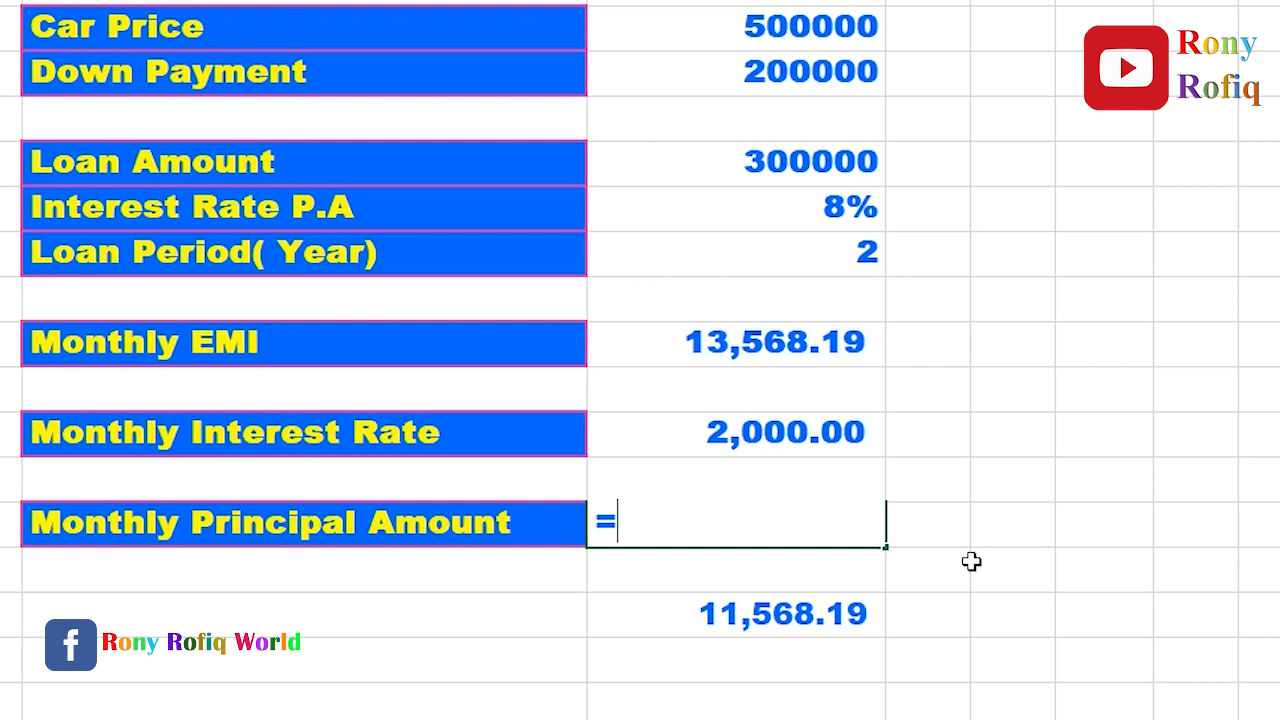 Car Price 500000
Down Payment 200000
Loan Amount 300000
Interest Rate P.A 8%
Loan Period( Year) 2
Monthly EMI 13,568.19
Monthly Interest Rate 2,000.00
Monthly Principal Amount =
11,568.19
Rony
Rofiq
f Rony Rofiq World